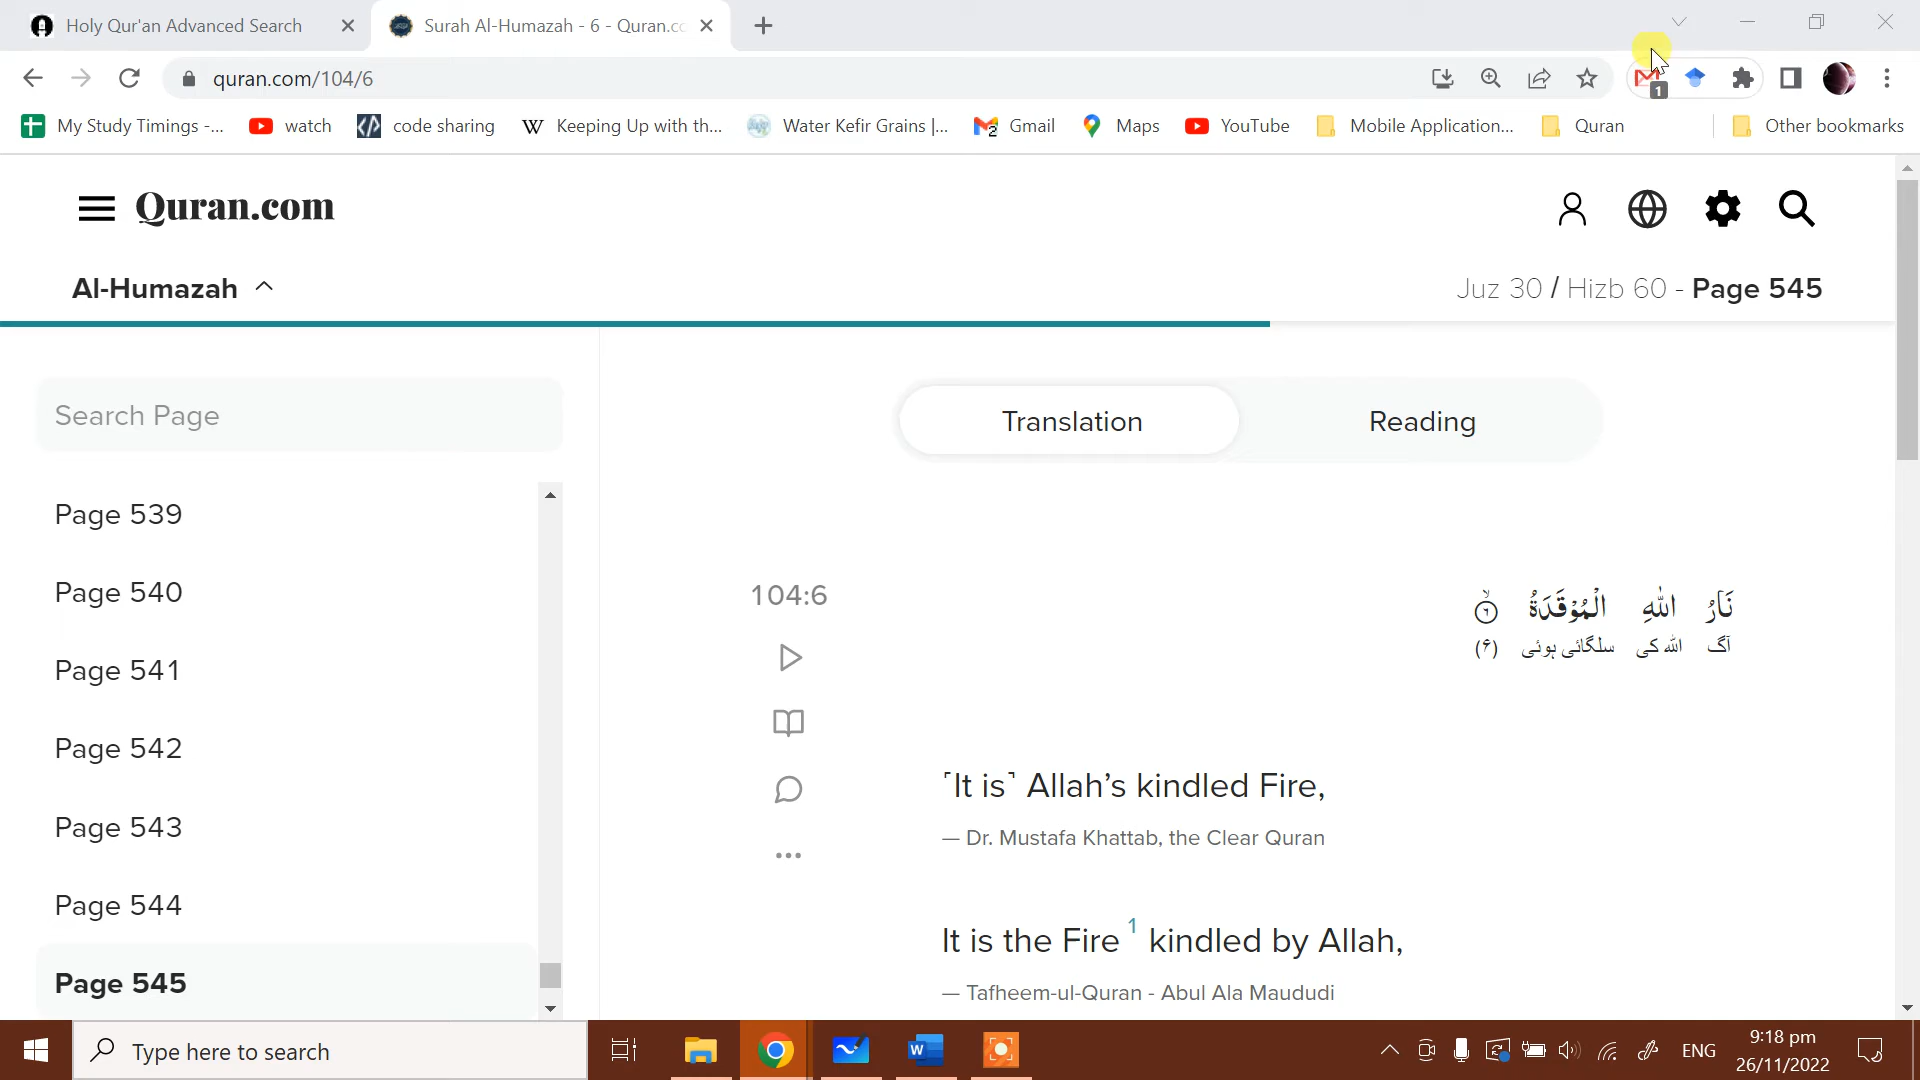 Holy Qur'an Advanced Search
Surah Al-Humazah - 6 - Quran.co
quran.com/104/6
1
My Study Timings -...
watch
code sharing
Keeping Up with th...
Water Kefir Grains |...
Gmail
Maps
YouTube
Mobile Application...
Quran
Other bookmarks
Quran.com
Al-Humazah
Juz 30 / Hizb 60 - Page 545
Search Page
Translation
Reading
Page 539
Page 540
Page 541
Page 542
Page 543
Page 544
Page 545
104:6
نَارُ اللّٰهِ الْمُوْقَدَةُ ۙ ٦
آگ اللہ کی سلگائی ہوئی (۶)
⸢It is⸣ Allah’s kindled Fire,
— Dr. Mustafa Khattab, the Clear Quran
It is the Fire 1 kindled by Allah,
— Tafheem-ul-Quran - Abul Ala Maududi
Type here to search
ENG
9:18 pm
26/11/2022